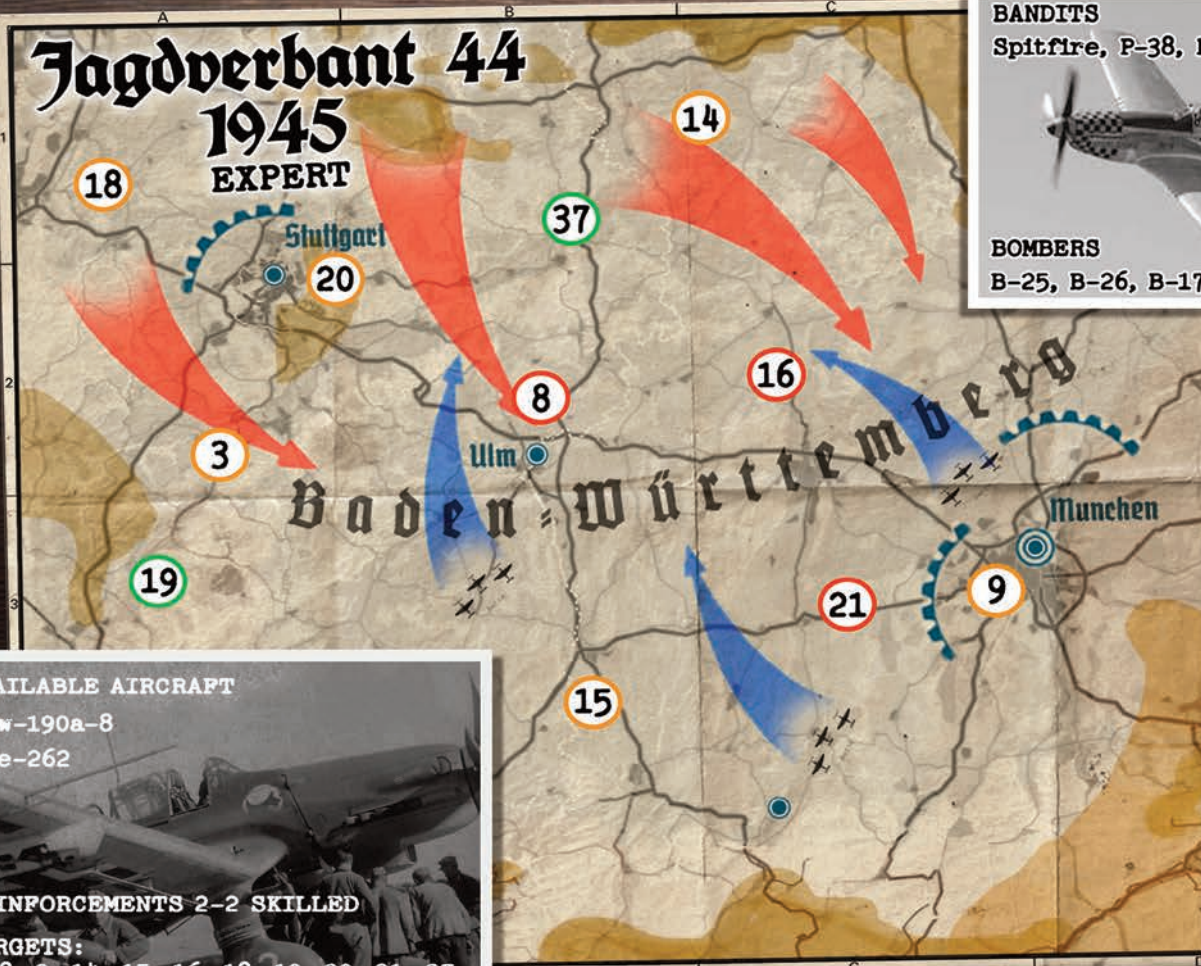 A
B
C
Jagdverbant 44
1945
EXPERT
BANDITS
Spitfire, P-38,
BOMBERS
B-25, B-26, B-17
1
2
3
18
14
37
Stuttgart
20
16
8
3
Ulm
Baden=Württemberg
Munchen
19
21
9
15
AILABLE AIRCRAFT
w-190a-8
e-262
INFORCEMENTS 2-2 SKILLED
RGETS: